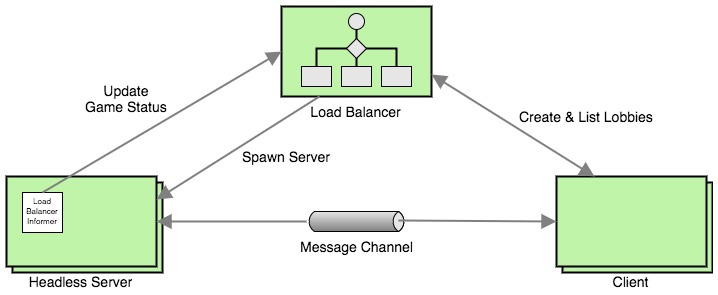 Update
Game Status
Load Balancer
Create & List Lobbies
Spawn Server
Load
Balancer
Informer
Message Channel
Headless Server
Client